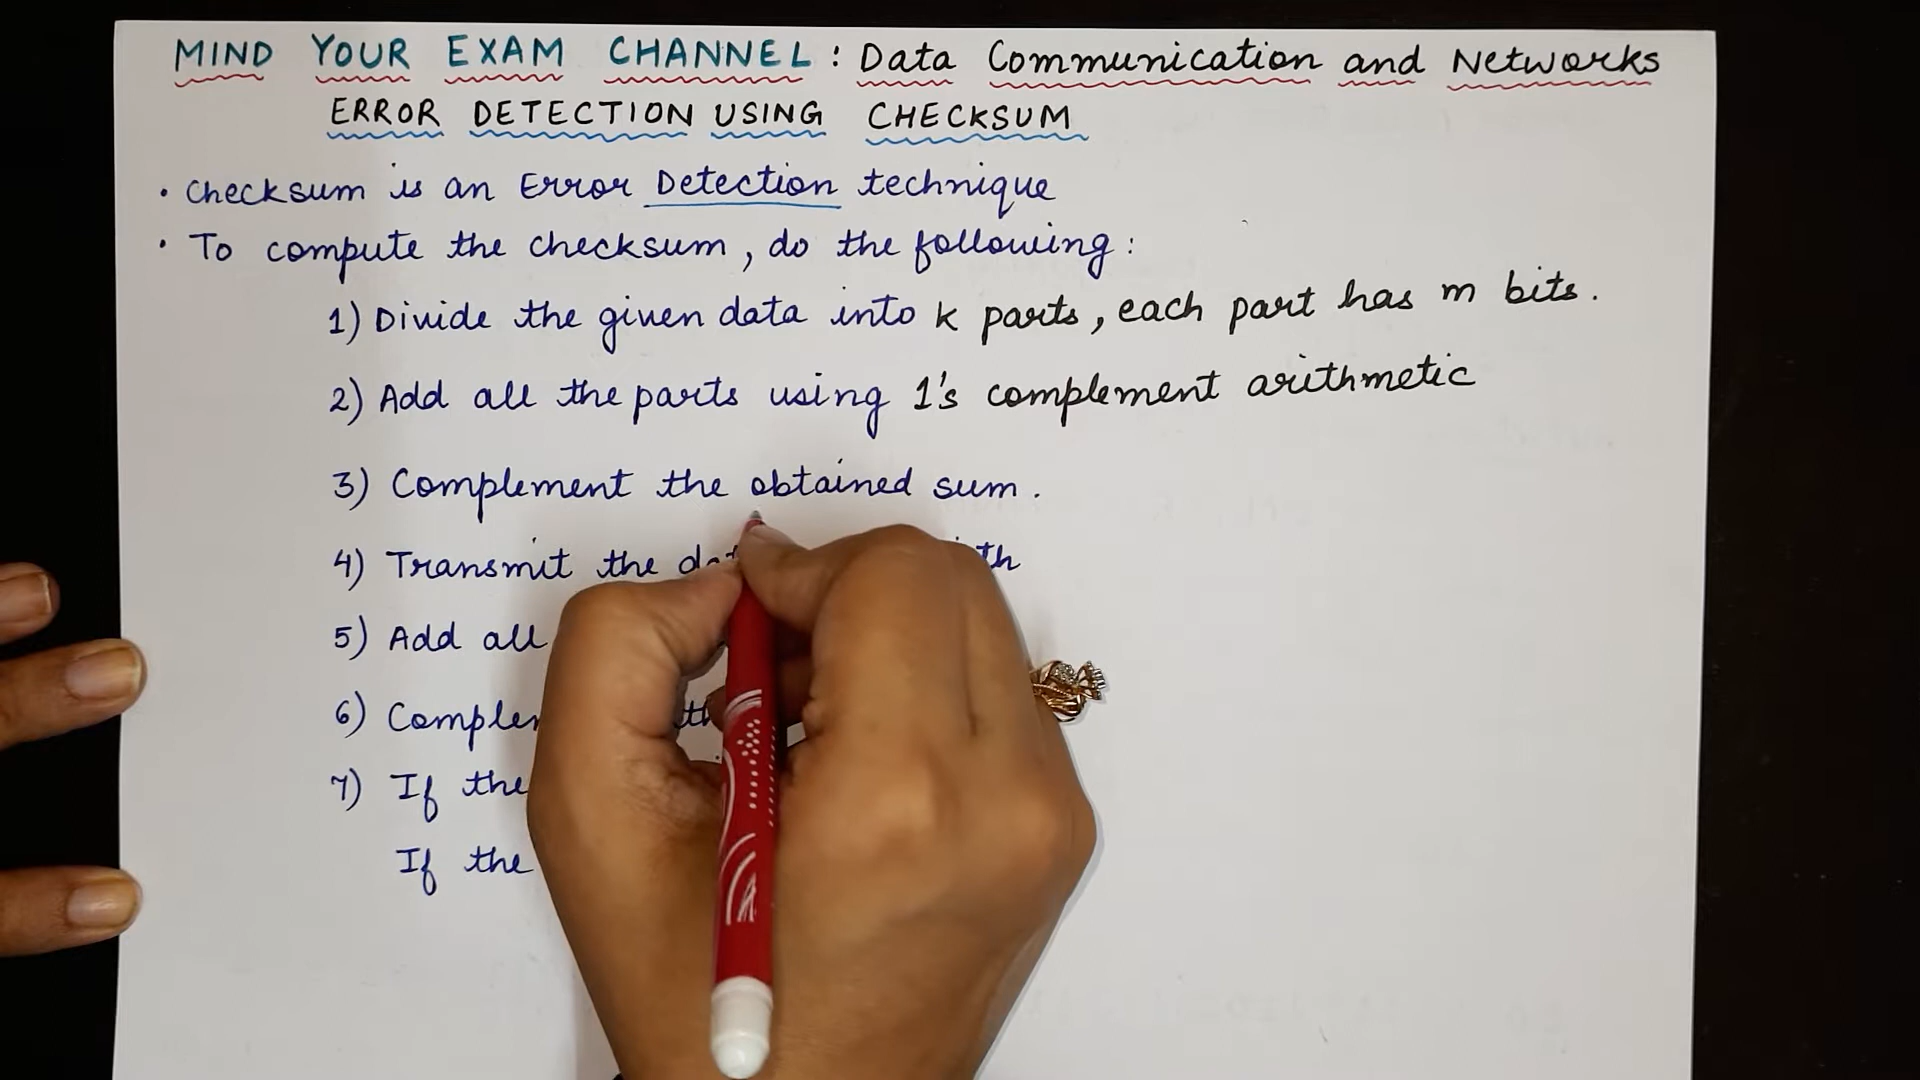 MIND YOUR EXAM CHANNEL : Data Communication and Networks
ERROR DETECTION USING CHECKSUM
• Checksum is an Error Detection technique
• To compute the checksum, do the following:
1) Divide the given data into k parts, each part has m bits.
2) Add all the parts using 1's complement arithmetic
3) Complement the obtained sum.
4) Transmit the
5) Add all
6)
7) If the
If the